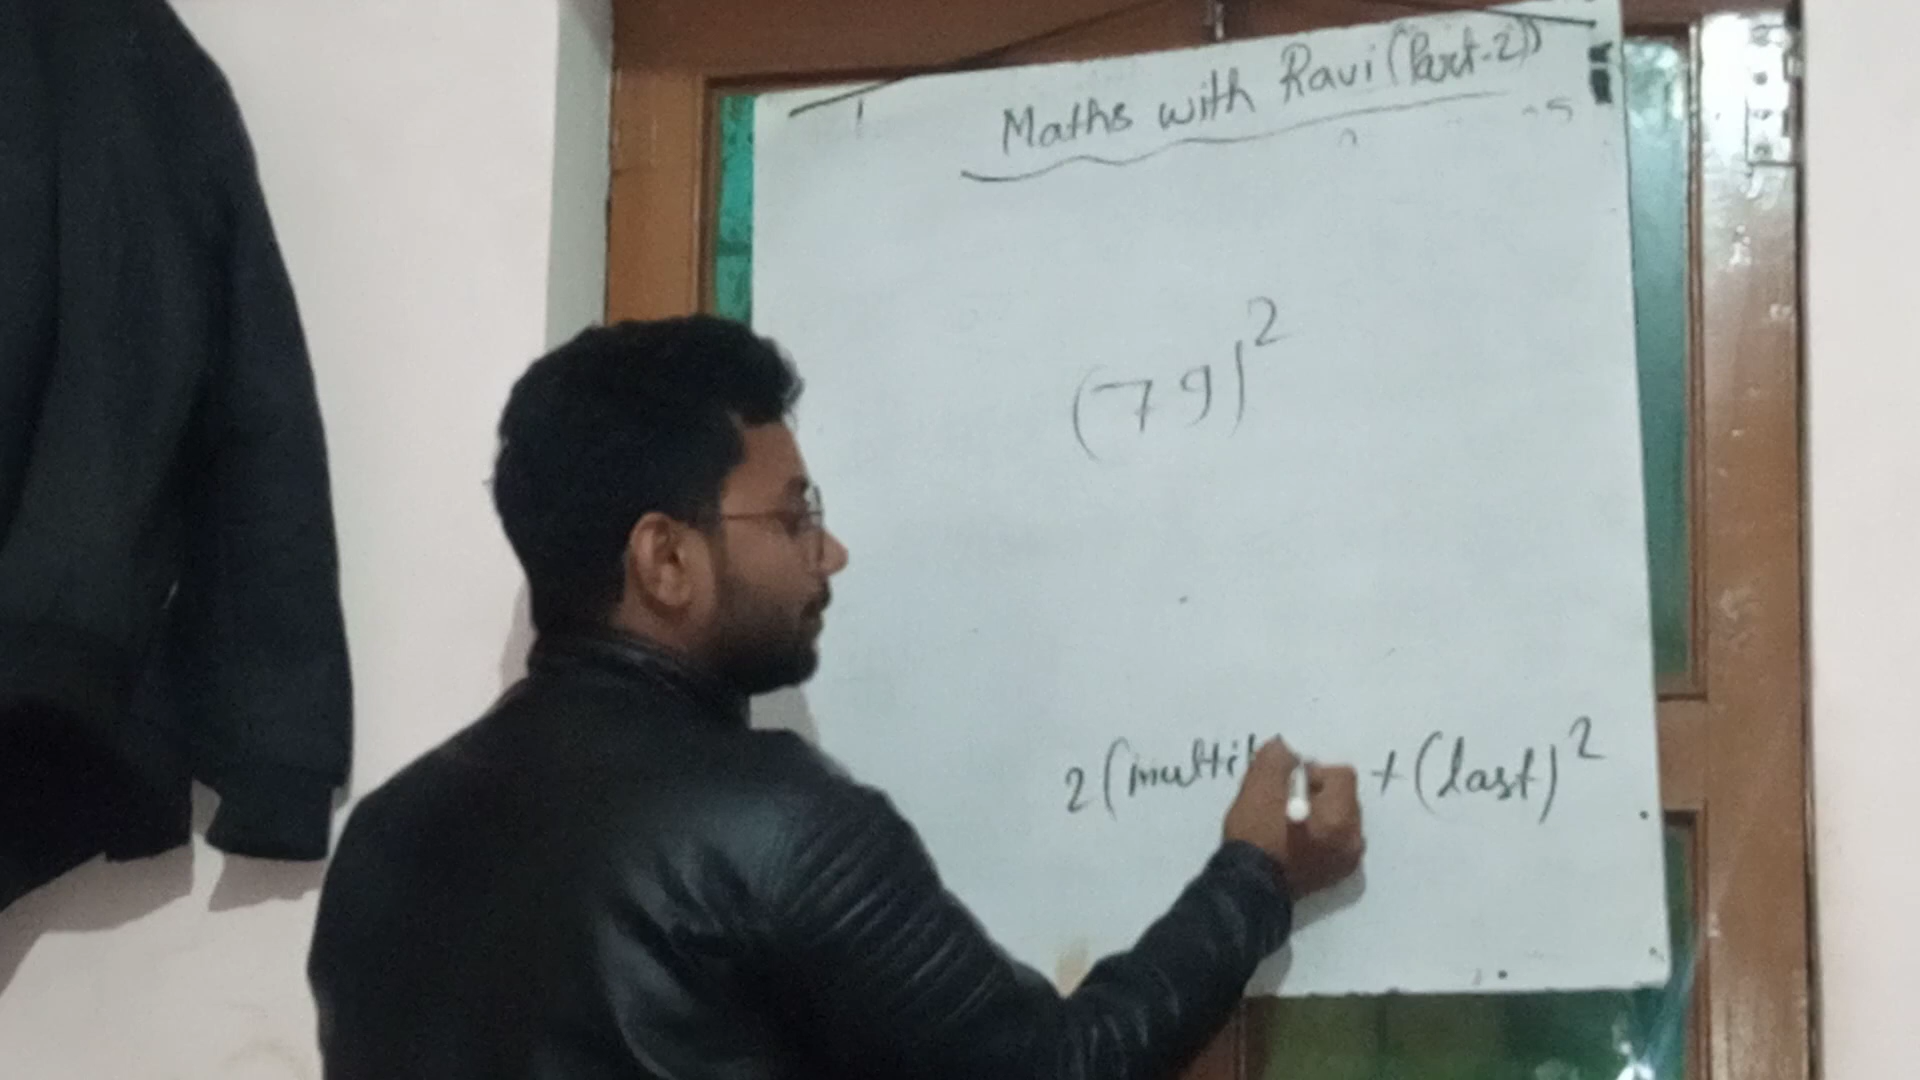 Maths with Ravi (Part-2)
(79)²
2(multi + (last)²